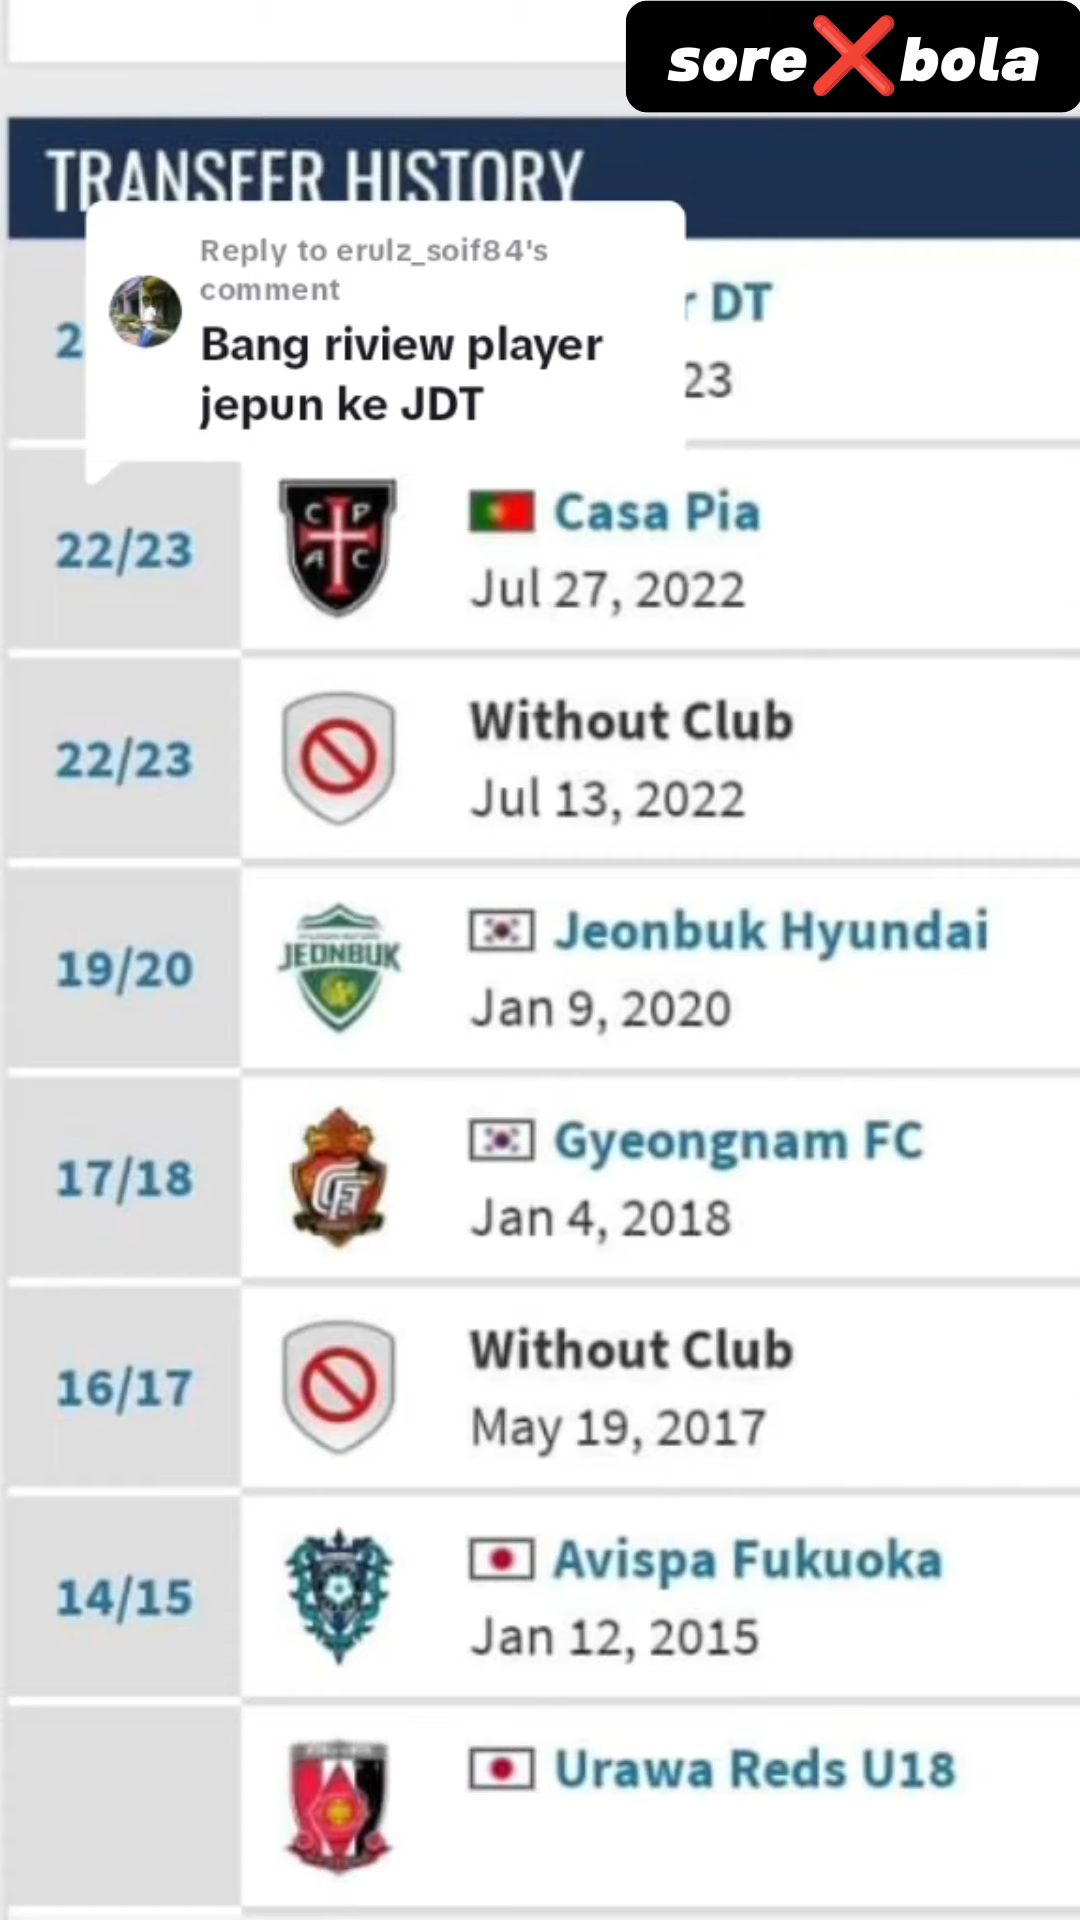 sore❌bola
TRANSFER HISTORY
Reply to erulz_soif84's
comment
Bang riview player
jepun ke JDT
2
r DT
23
22/23
C P
A C
Casa Pia
Jul 27, 2022
22/23
Without Club
Jul 13, 2022
19/20
JEONBUK
Jeonbuk Hyundai
Jan 9, 2020
17/18
Gyeongnam FC
Jan 4, 2018
16/17
Without Club
May 19, 2017
14/15
Avispa Fukuoka
Jan 12, 2015
Urawa Reds U18